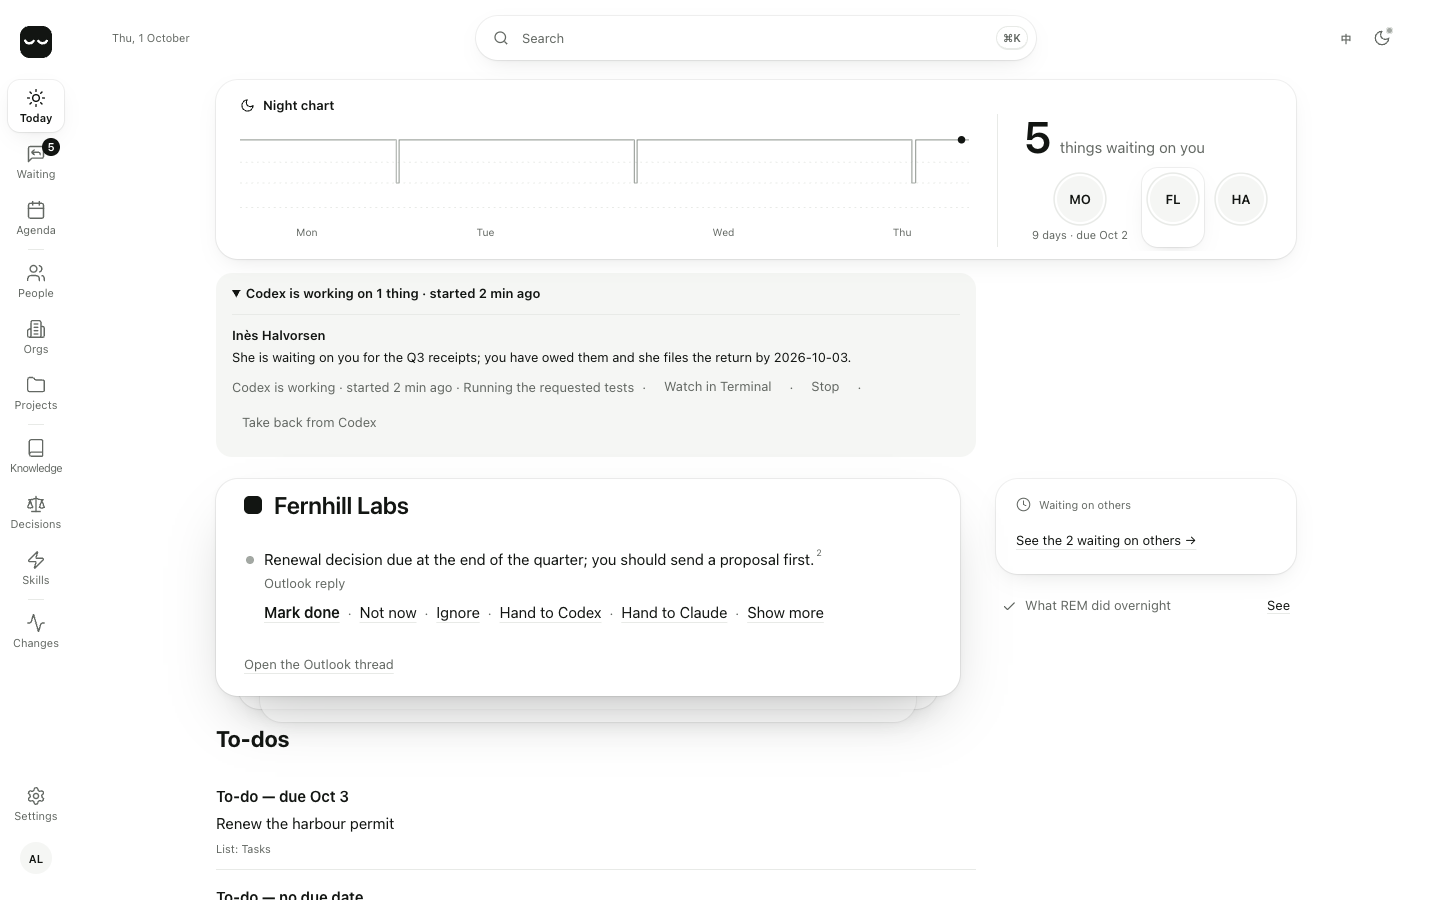 Thu, 1 October
Search
⌘K
中
Today
5
Waiting
Agenda
People
Orgs
Projects
Knowledge
Decisions
Skills
Changes
Settings
AL
Night chart
Mon
Tue
Wed
Thu
5 things waiting on you
MO
FL
HA
9 days · due Oct 2
Codex is working on 1 thing · started 2 min ago
Inès Halvorsen
She is waiting on you for the Q3 receipts; you have owed them and she files the return by 2026-10-03.
Codex is working · started 2 min ago · Running the requested tests · Watch in Terminal · Stop ·
Take back from Codex
Fernhill Labs
Renewal decision due at the end of the quarter; you should send a proposal first. 2
Outlook reply
Mark done · Not now · Ignore · Hand to Codex · Hand to Claude · Show more
Open the Outlook thread
Waiting on others
See the 2 waiting on others →
What REM did overnight
See
To-dos
To-do — due Oct 3
Renew the harbour permit
List: Tasks
To-do — no due date